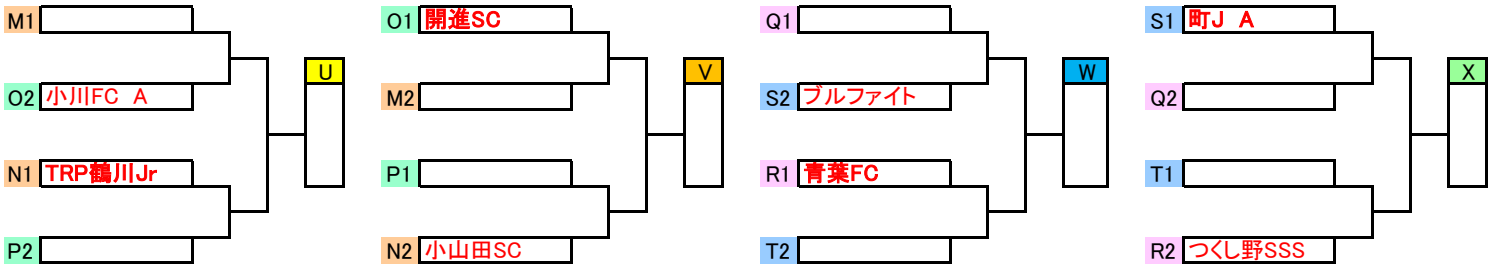 M1
O2 小川FC A
N1 TRP鶴川Jr
P2
U
O1 開進SC
M2
P1
N2 小山田SC
V
Q1
S2 ブルファイト
R1 青葉FC
T2
W
S1 町J A
Q2
T1
R2 つくし野SSS
X